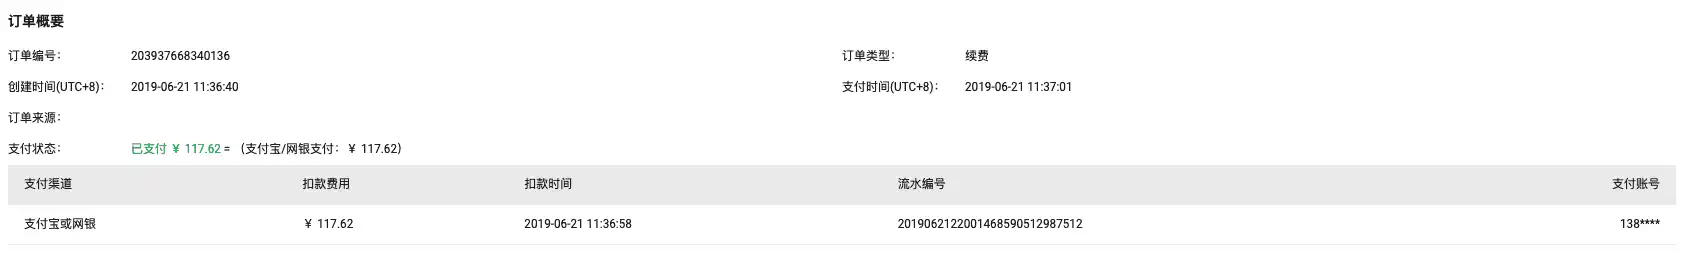 订单概要
订单编号： 203937668340136 订单类型： 续费
创建时间(UTC+8)： 2019-06-21 11:36:40 支付时间(UTC+8)： 2019-06-21 11:37:01
订单来源：
支付状态： 已支付 ¥ 117.62 = （支付宝/网银支付：¥ 117.62）
支付渠道 扣款费用 扣款时间 流水编号 支付账号
支付宝或网银 ¥ 117.62 2019-06-21 11:36:58 2019062122001468590512987512 138****